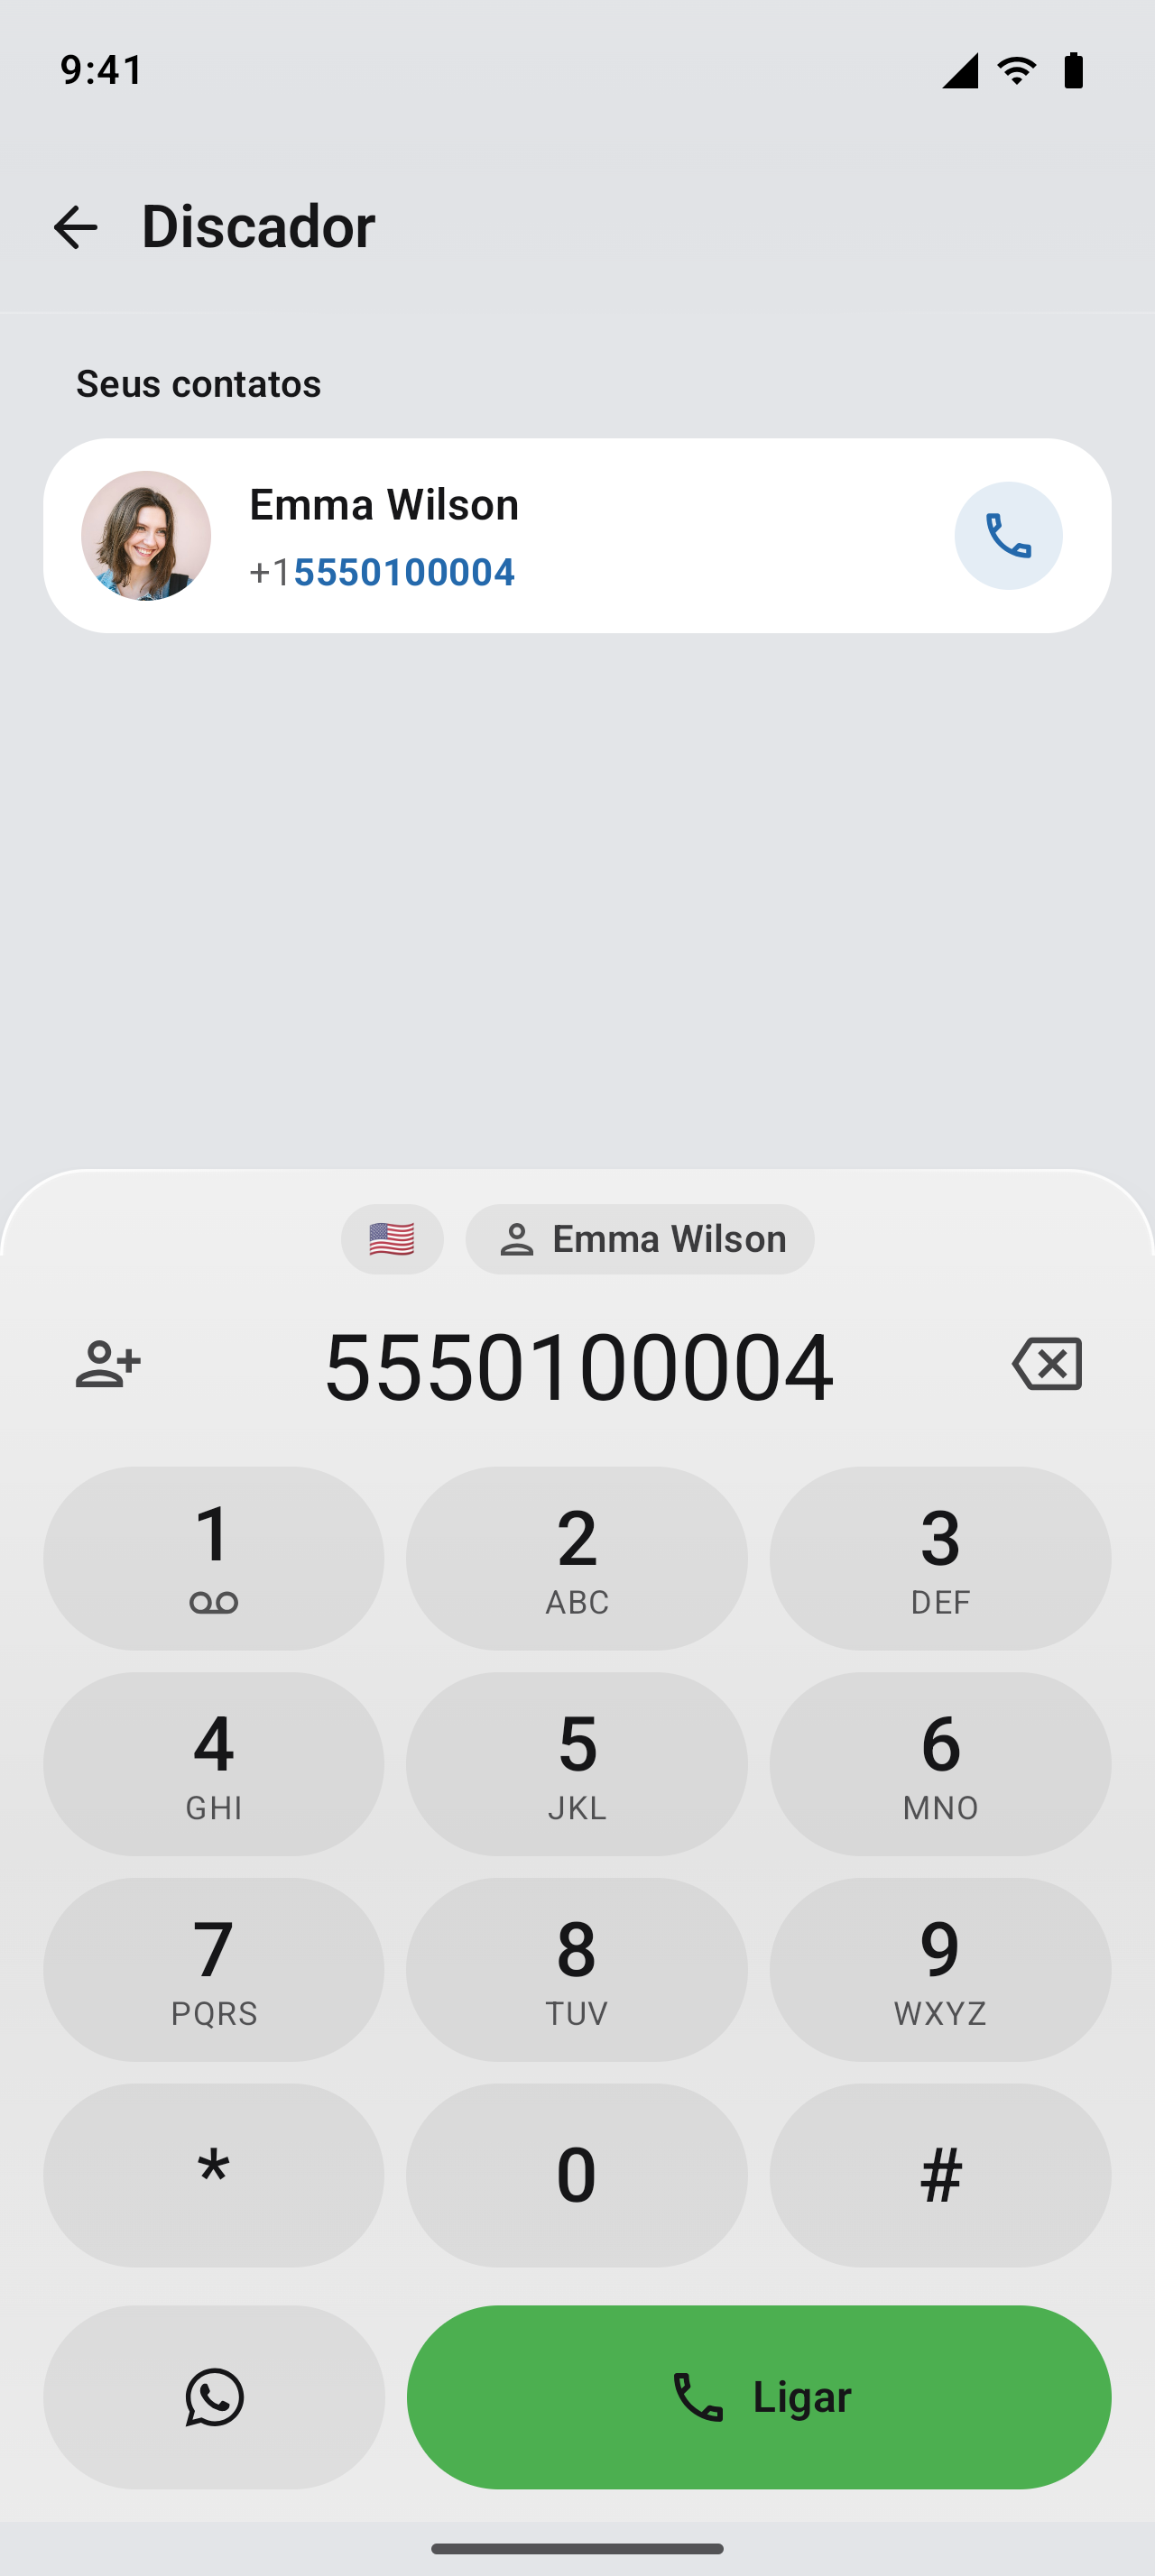 9:41
Discador
Seus contatos
Emma Wilson
+15550100004
Emma Wilson
5550100004
1
2
ABC
3
DEF
4
GHI
5
JKL
6
MNO
7
PQRS
8
TUV
9
WXYZ
*
0
#
Ligar